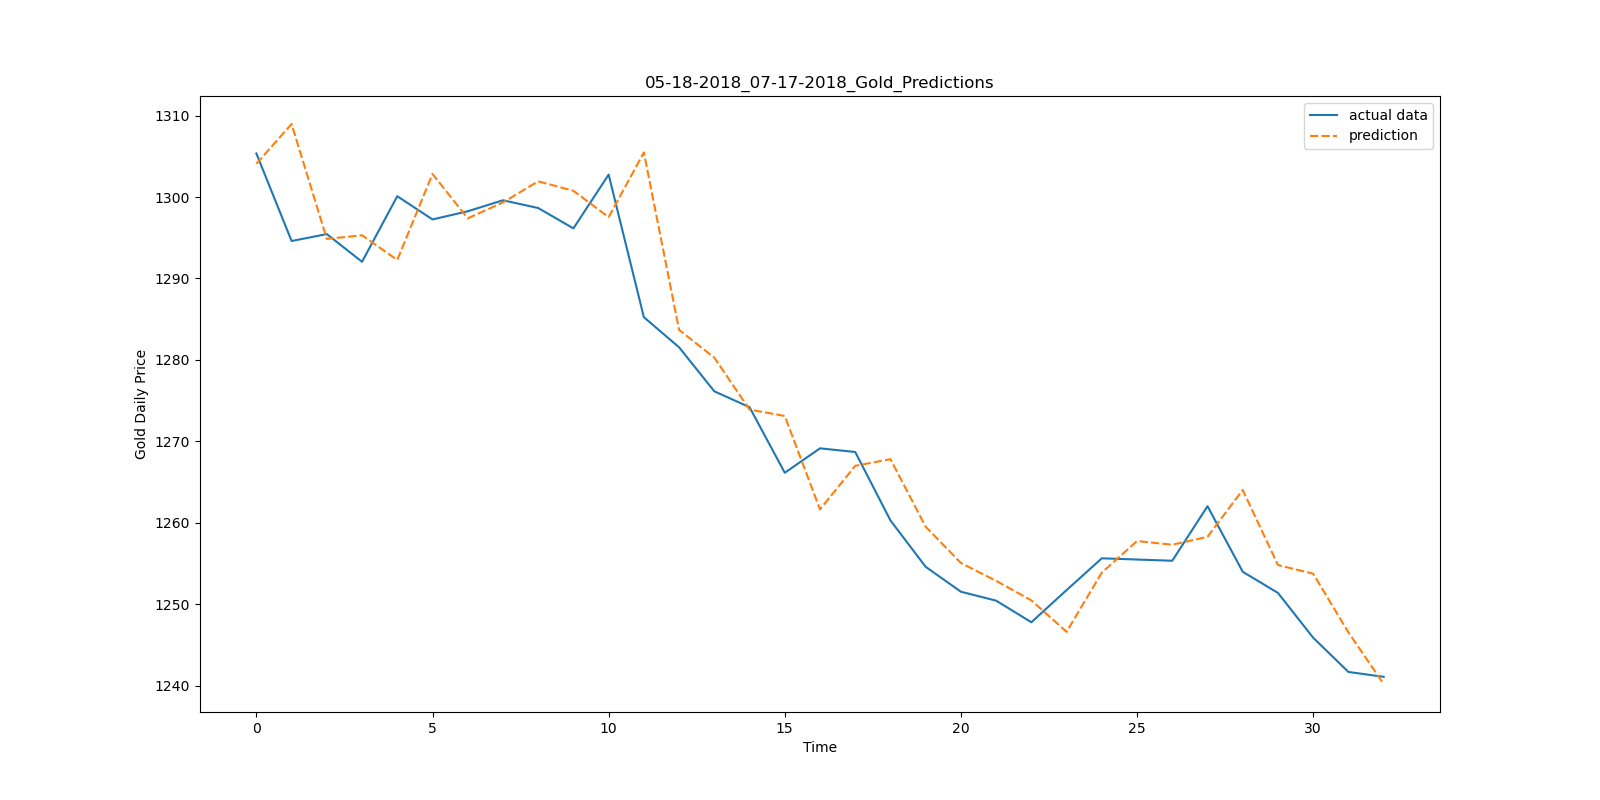 05-18-2018_07-17-2018_Gold_Predictions
actual data
prediction
Gold Daily Price
1310
1300
1290
1280
1270
1260
1250
1240
0 5 10 15 20 25 30
Time